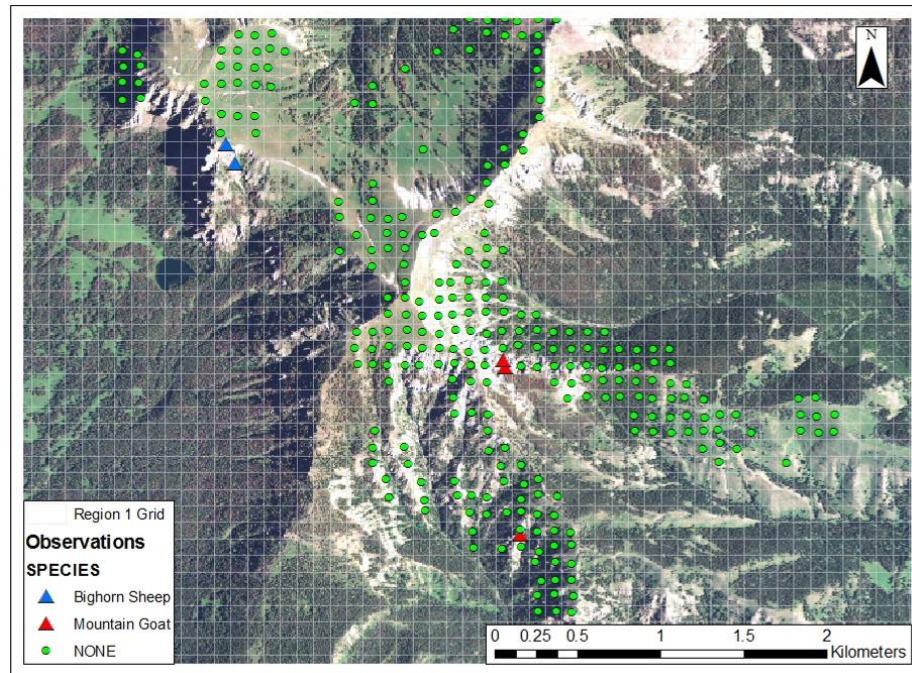 N
Region 1 Grid
Observations
SPECIES
Bighorn Sheep
Mountain Goat
NONE
0 0.25 0.5 1 1.5 2
Kilometers